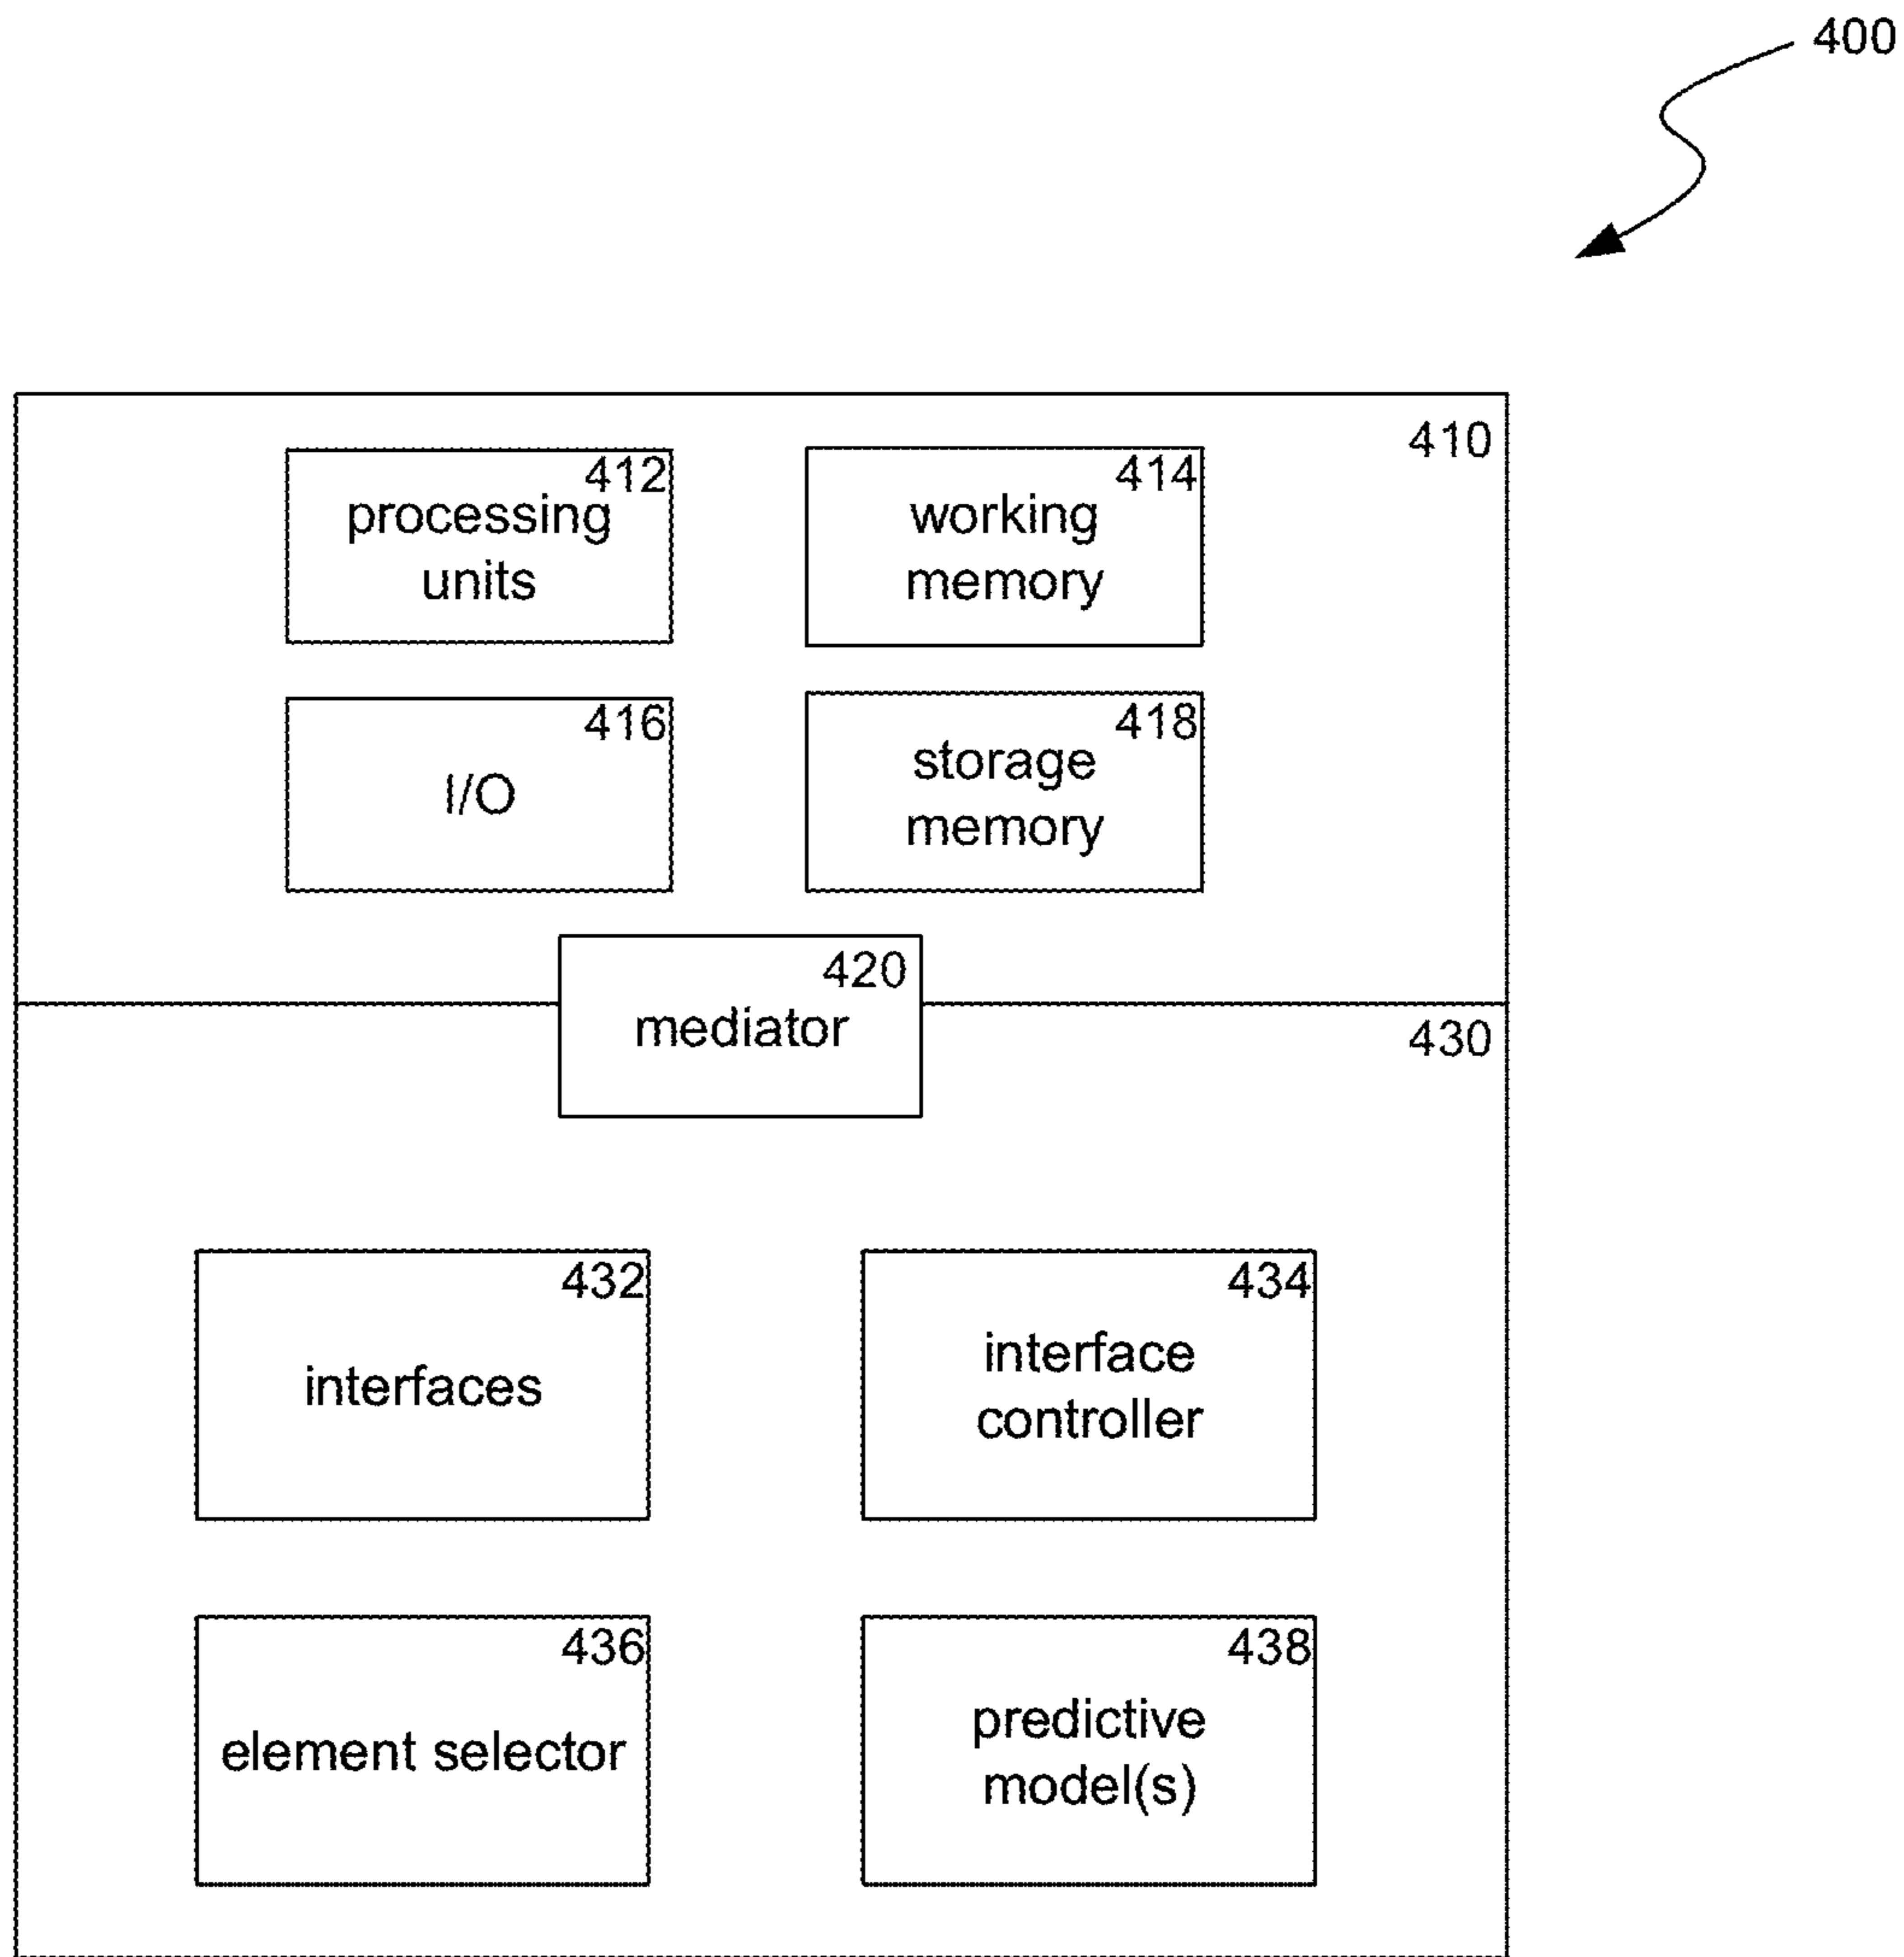 400
410
412
processing
units
414
working
memory
416
I/O
418
storage
memory
420
mediator
430
432
interfaces
434
interface
controller
436
element selector
438
predictive
model(s)